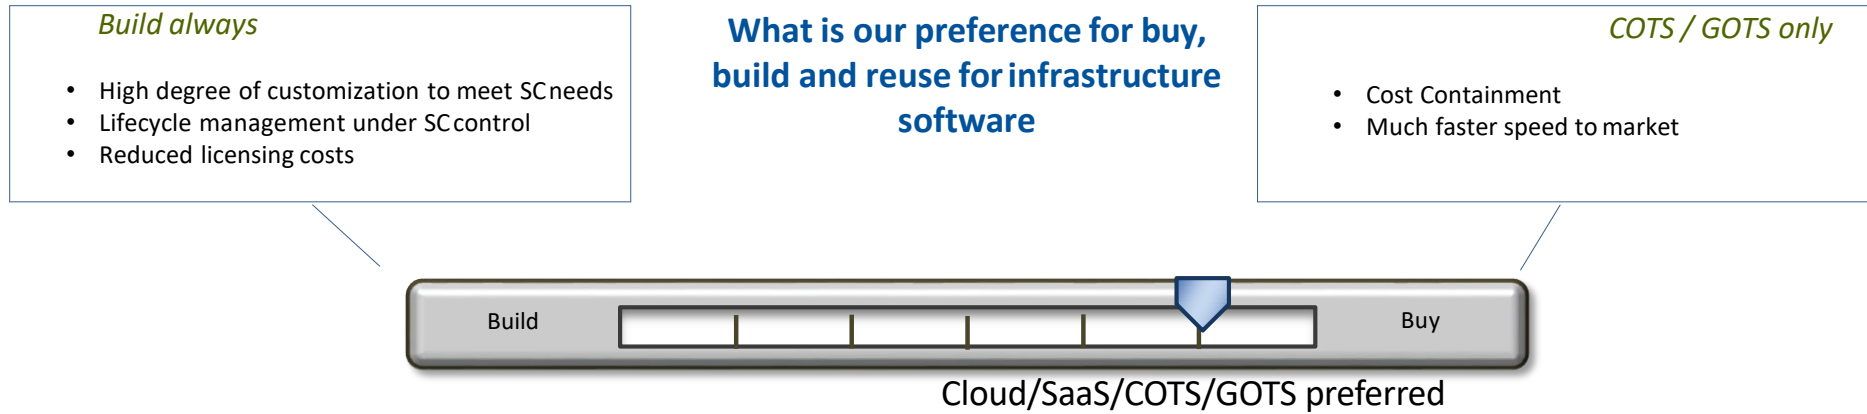 Build always
• High degree of customization to meet SC needs
• Lifecycle management under SC control
• Reduced licensing costs
What is our preference for buy,
build and reuse for infrastructure
software
COTS / GOTS only
• Cost Containment
• Much faster speed to market
Build
Buy
Cloud/SaaS/COTS/GOTS preferred